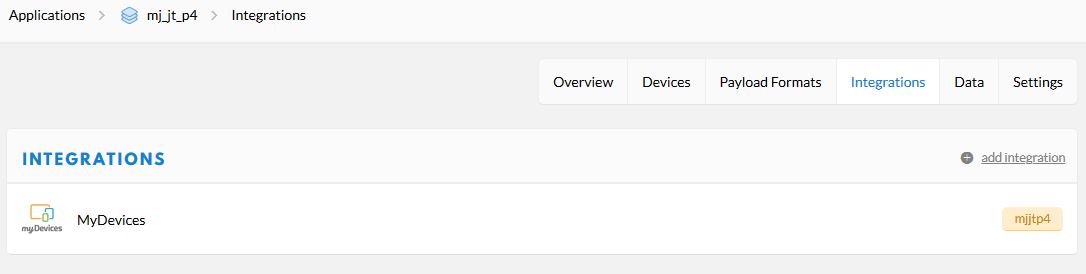 Applications > mj_jt_p4 > Integrations
Overview Devices Payload Formats Integrations Data Settings
INTEGRATIONS add integration
myDevices MyDevices mjjtp4